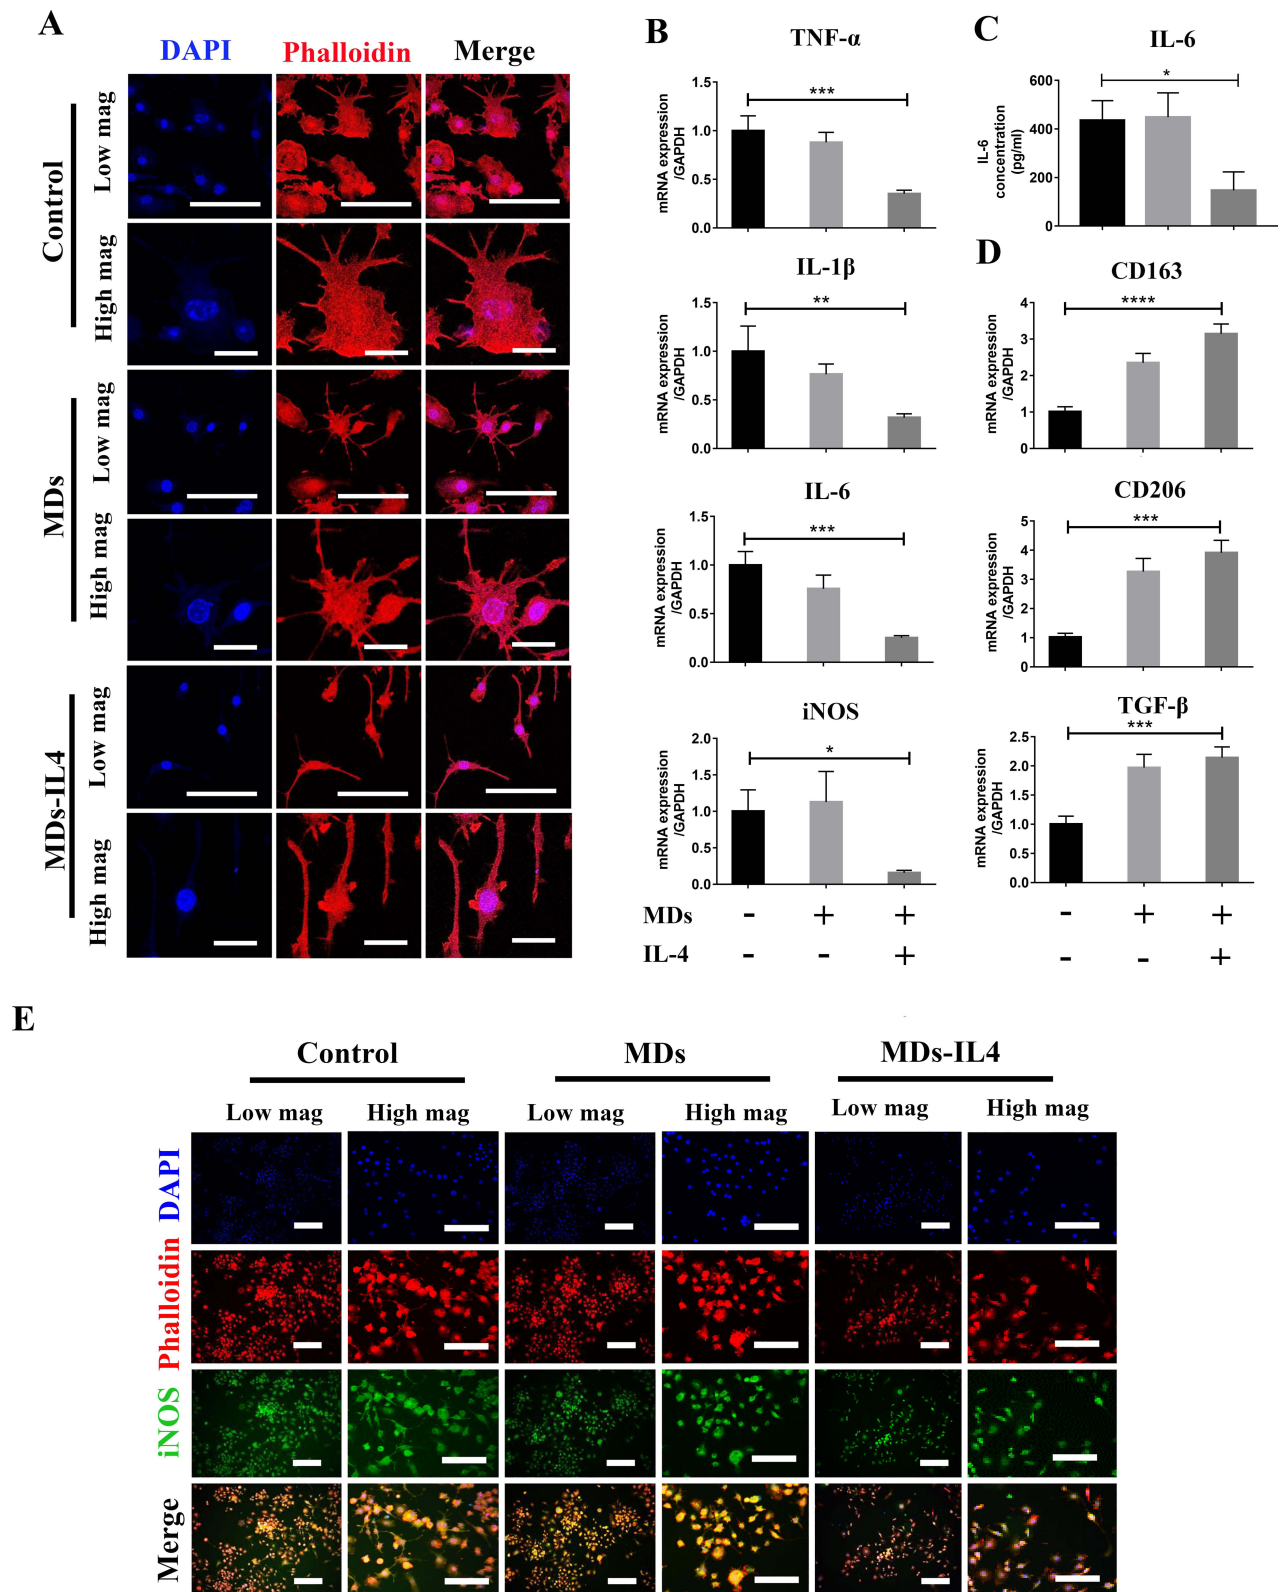 A
DAPI Phalloidin Merge
Control
Low mag
High mag
MDs
Low mag
High mag
MDs-IL4
Low mag
High mag
B
TNF-α
mRNA expression
/GAPDH
1.5
1.0
0.5
0.0
***
IL-1β
mRNA expression
/GAPDH
1.5
1.0
0.5
0.0
**
IL-6
mRNA expression
/GAPDH
1.5
1.0
0.5
0.0
***
iNOS
mRNA expression
/GAPDH
2.0
1.5
1.0
0.5
0.0
*
MDs - + +
IL-4 - - +
C
IL-6
IL-6
concentration
(pg/ml)
600
400
200
0
*
D
CD163
mRNA expression
/GAPDH
4
3
2
1
0
****
CD206
mRNA expression
/GAPDH
5
4
3
2
1
0
***
TGF-β
mRNA expression
/GAPDH
2.5
2.0
1.5
1.0
0.5
0.0
***
- + +
- - +
E
Control MDs MDs-IL4
Low mag High mag Low mag High mag Low mag High mag
DAPI
Phalloidin
iNOS
Merge